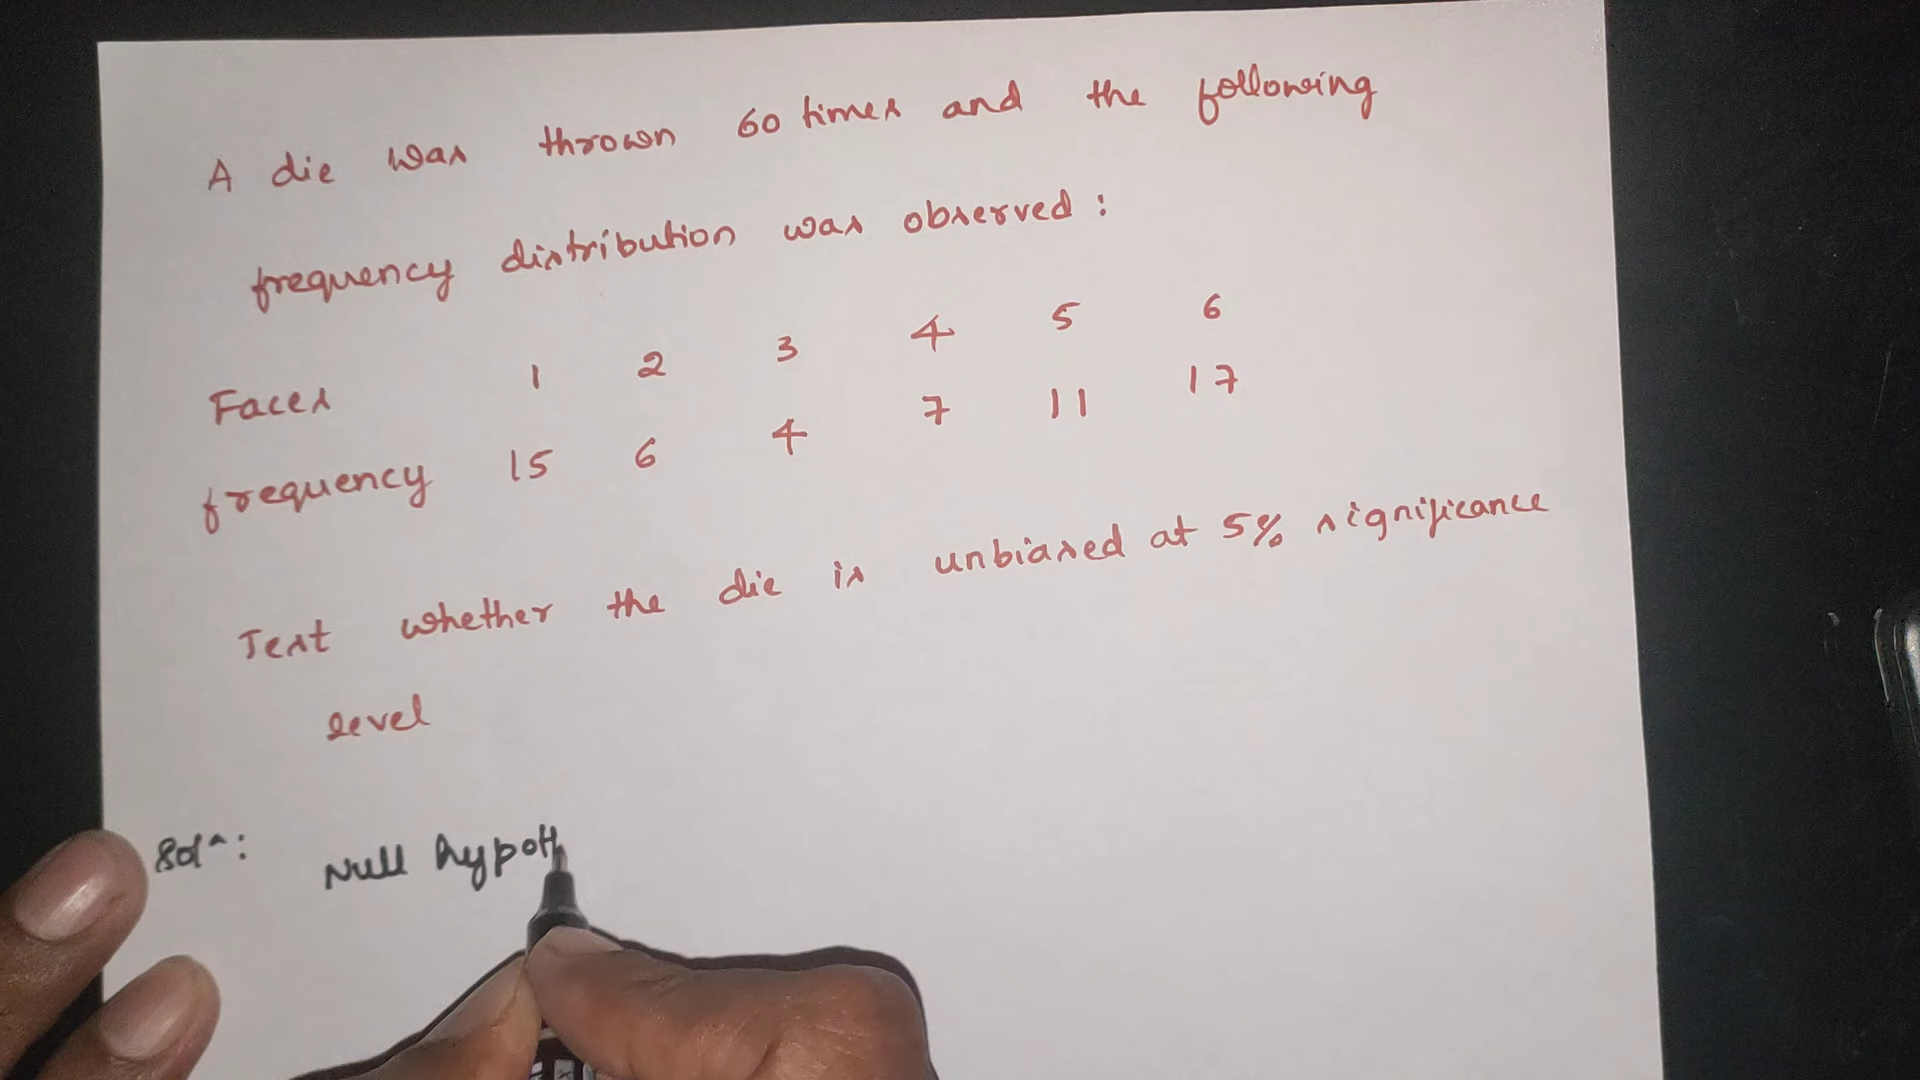 A die was thrown 60 times and the following
frequency distribution was observed:
Faces 1 2 3 4 5 6
frequency 15 6 4 7 11 17
Test whether the die is unbiased at 5% significance
level
Solⁿ: Null hypoth